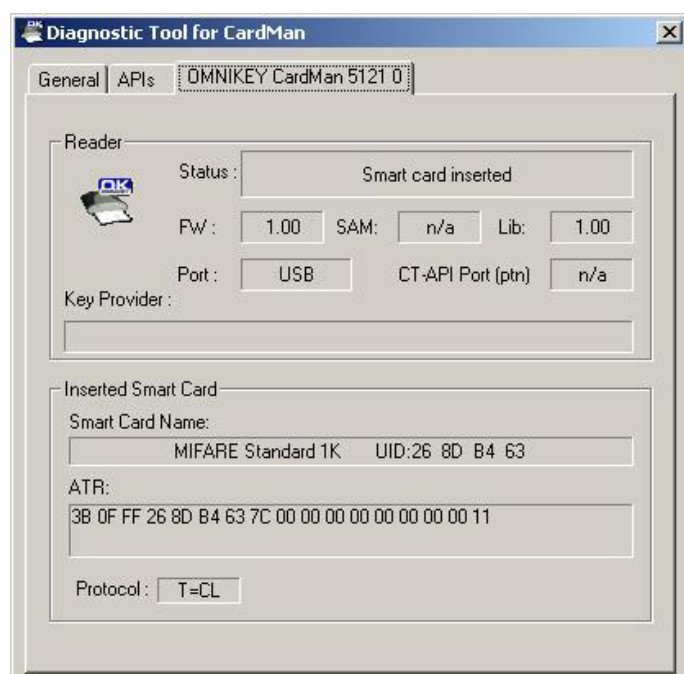 Diagnostic Tool for CardMan
General APIs OMNIKEY CardMan 5121 0
Reader
OK
Status : Smart card inserted
FW : 1.00 SAM: n/a Lib: 1.00
Port : USB CT-API Port (ptn) n/a
Key Provider :
Inserted Smart Card
Smart Card Name:
MIFARE Standard 1K UID:26 8D B4 63
ATR:
3B 0F FF 26 8D B4 63 7C 00 00 00 00 00 00 00 00 11
Protocol : T=CL